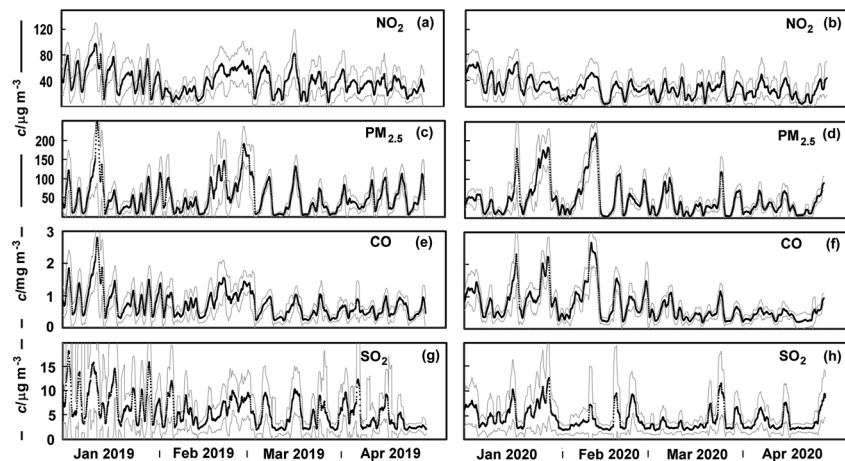 NO2 (a)
NO2 (b)
120
80
40
c/µg m-3
PM2.5 (c)
PM2.5 (d)
200
150
100
50
CO (e)
CO (f)
3
2
1
0
c/mg m-3
SO2 (g)
SO2 (h)
15
10
5
0
c/µg m-3
Jan 2019 Feb 2019 Mar 2019 Apr 2019
Jan 2020 Feb 2020 Mar 2020 Apr 2020